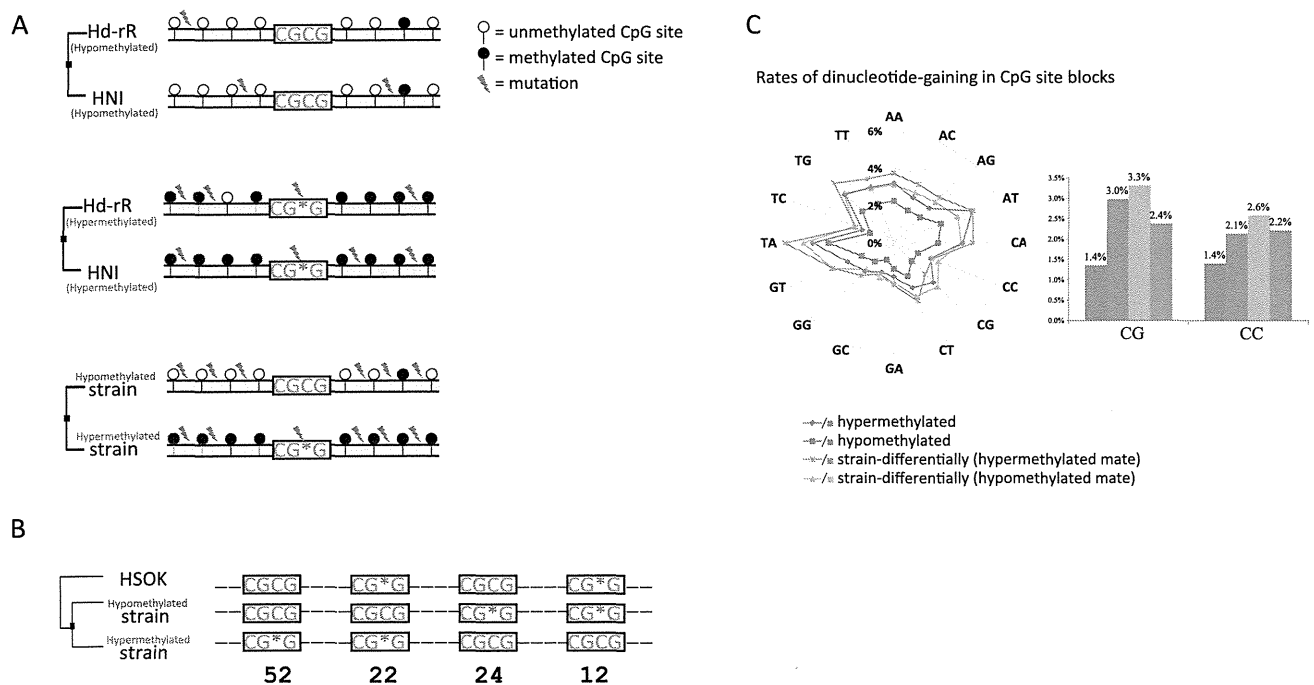 A
Hd-rR
(Hypomethylated)
CGCG
HNI
(Hypomethylated)
CGCG
= unmethylated CpG site
= methylated CpG site
= mutation
Hd-rR
(Hypermethylated)
CG*G
HNI
(Hypermethylated)
CG*G
Hypomethylated
strain
CGCG
Hypermethylated
strain
CG*G
B
HSOK
CGCG CG*G CGCG CG*G
Hypomethylated
strain
CGCG CGCG CG*G CG*G
Hypermethylated
strain
CG*G CG*G CGCG CGCG
52 22 24 12
C
Rates of dinucleotide-gaining in CpG site blocks
AA
AC
AG
AT
CA
CC
CG
CT
GA
GC
GG
GT
TA
TC
TG
TT
6%
4%
2%
0%
3.5%
3.0%
2.5%
2.0%
1.5%
1.0%
0.5%
0.0%
1.4% 3.0% 3.3% 2.4%
1.4% 2.1% 2.6% 2.2%
CG CC
hypermethylated
hypomethylated
strain-differentially (hypermethylated mate)
strain-differentially (hypomethylated mate)